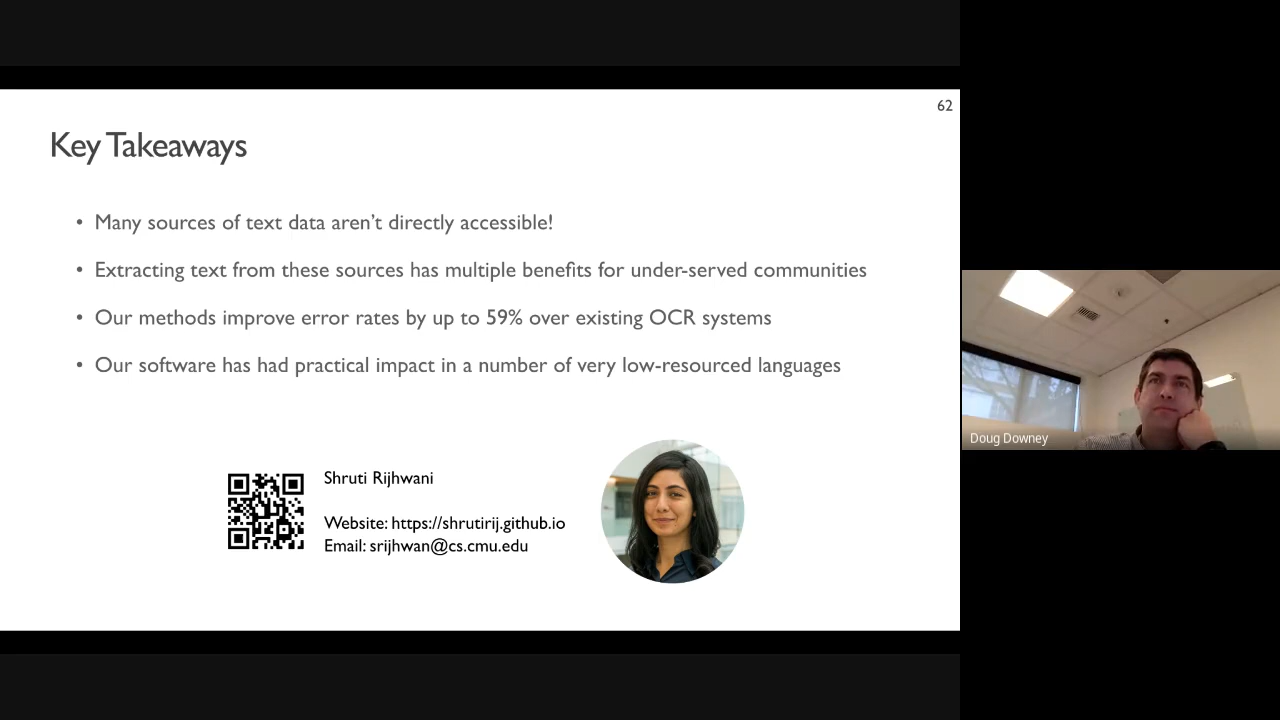 62
Key Takeaways
• Many sources of text data aren't directly accessible!
• Extracting text from these sources has multiple benefits for under-served communities
• Our methods improve error rates by up to 59% over existing OCR systems
• Our software has had practical impact in a number of very low-resourced languages
Shruti Rijhwani
Website: https://shrutirij.github.io
Email: srijhwan@cs.cmu.edu
Doug Downey